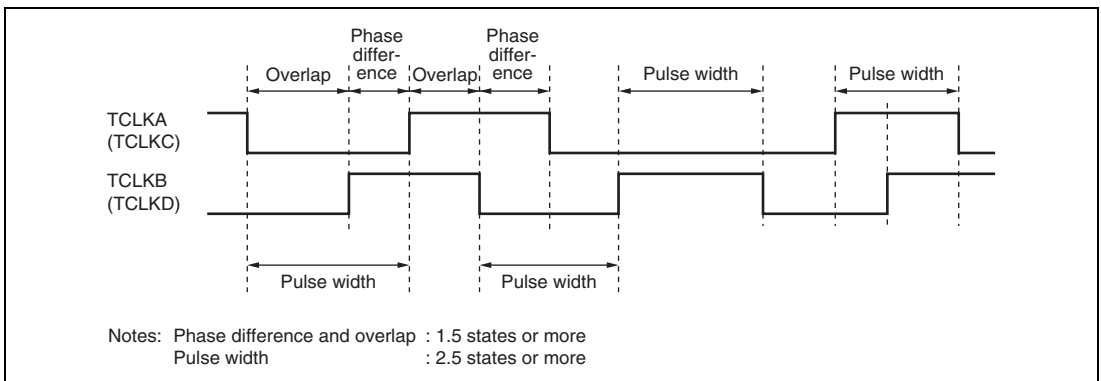 Phase
differ-
ence
Phase
differ-
ence
Overlap
Overlap
Pulse width
Pulse width
TCLKA
(TCLKC)
TCLKB
(TCLKD)
Pulse width
Pulse width
Notes: Phase difference and overlap : 1.5 states or more
Pulse width : 2.5 states or more